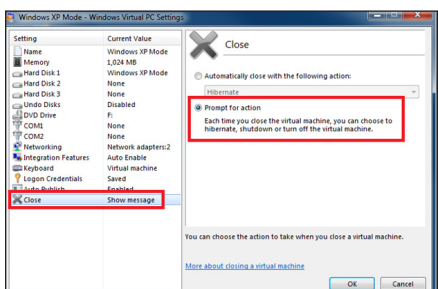 Windows XP Mode - Windows Virtual PC Settings
Setting Current Value
Name Windows XP Mode
Memory 1,024 MB
Hard Disk 1 Windows XP Mode
Hard Disk 2 None
Hard Disk 3 None
Undo Disks Disabled
DVD Drive F:
COM1 None
COM2 None
Networking Network adapters:2
Integration Features Auto Enable
Keyboard Virtual machine
Logon Credentials Saved
Auto Publish Enabled
Close Show message
Close
Automatically close with the following action:
Hibernate
Prompt for action
Each time you close the virtual machine, you can choose to
hibernate, shutdown or turn off the virtual machine.
You can choose the action to take when you close a virtual machine.
More about closing a virtual machine
OK Cancel